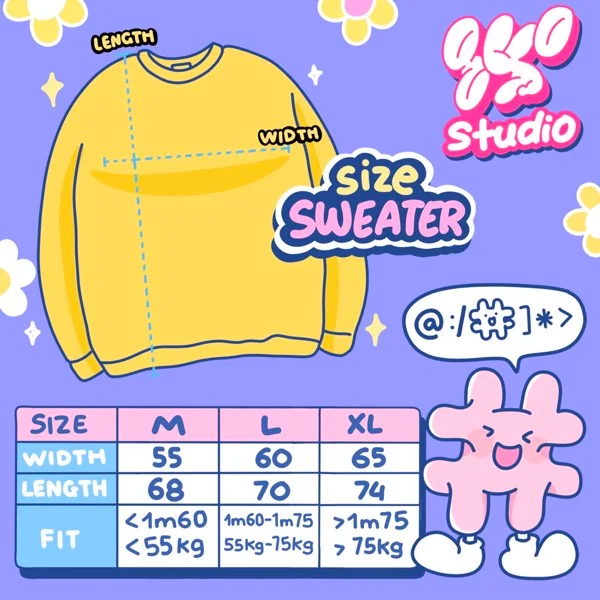 LENGTH
WIDTH
Studio
size
SWEATER
@:/#]*>
SIZE M L XL
WIDTH 55 60 65
LENGTH 68 70 74
FIT <1m60 1m60-1m75 >1m75
<55kg 55kg-75kg >75kg